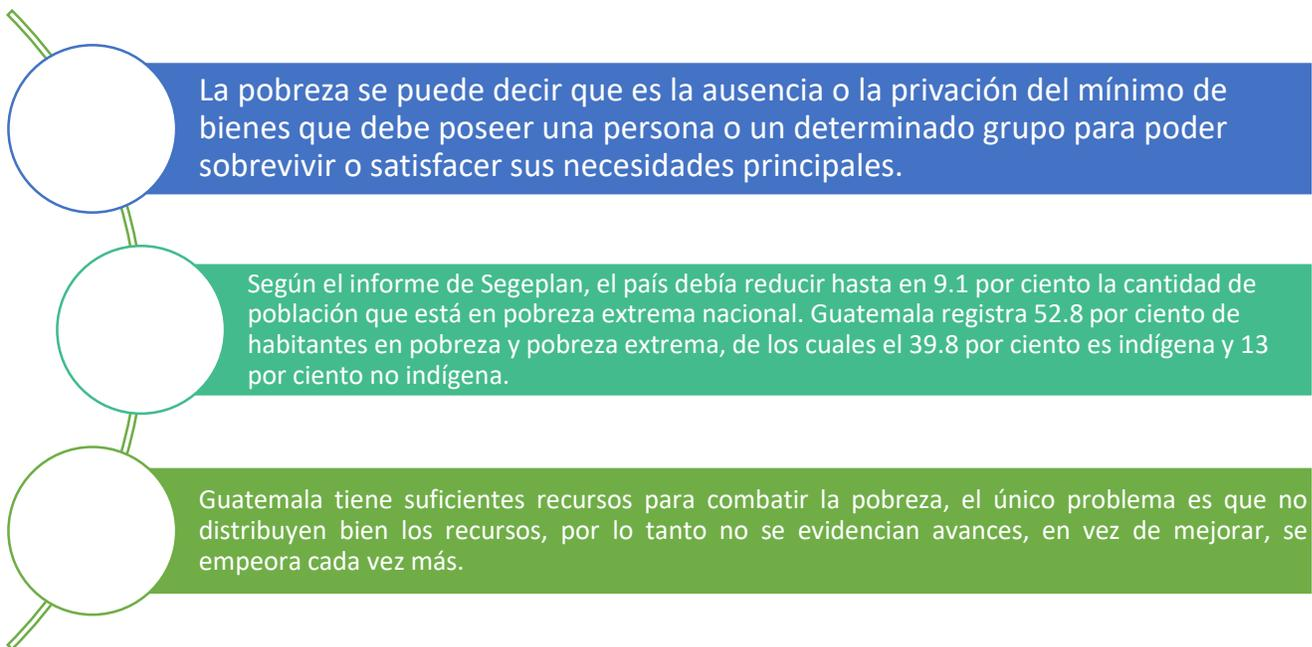 La pobreza se puede decir que es la ausencia o la privación del mínimo de
bienes que debe poseer una persona o un determinado grupo para poder
sobrevivir o satisfacer sus necesidades principales.
Según el informe de Segeplan, el país debía reducir hasta en 9.1 por ciento la cantidad de
población que está en pobreza extrema nacional. Guatemala registra 52.8 por ciento de
habitantes en pobreza y pobreza extrema, de los cuales el 39.8 por ciento es indígena y 13
por ciento no indígena.
Guatemala tiene suficientes recursos para combatir la pobreza, el único problema es que no
distribuyen bien los recursos, por lo tanto no se evidencian avances, en vez de mejorar, se
empeora cada vez más.